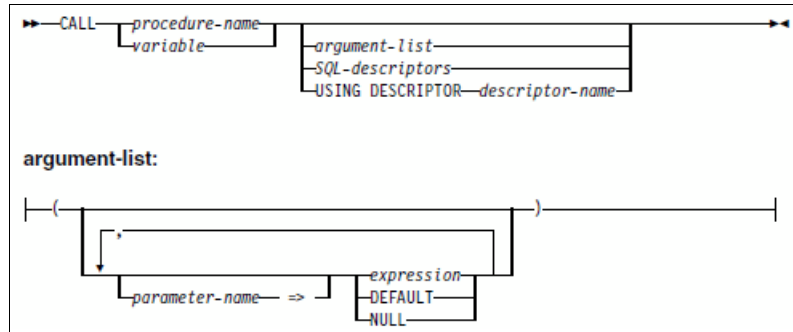 CALL procedure-name
variable
argument-list
SQL-descriptors
USING DESCRIPTOR descriptor-name
argument-list:
( )
,
expression
parameter-name => DEFAULT
NULL